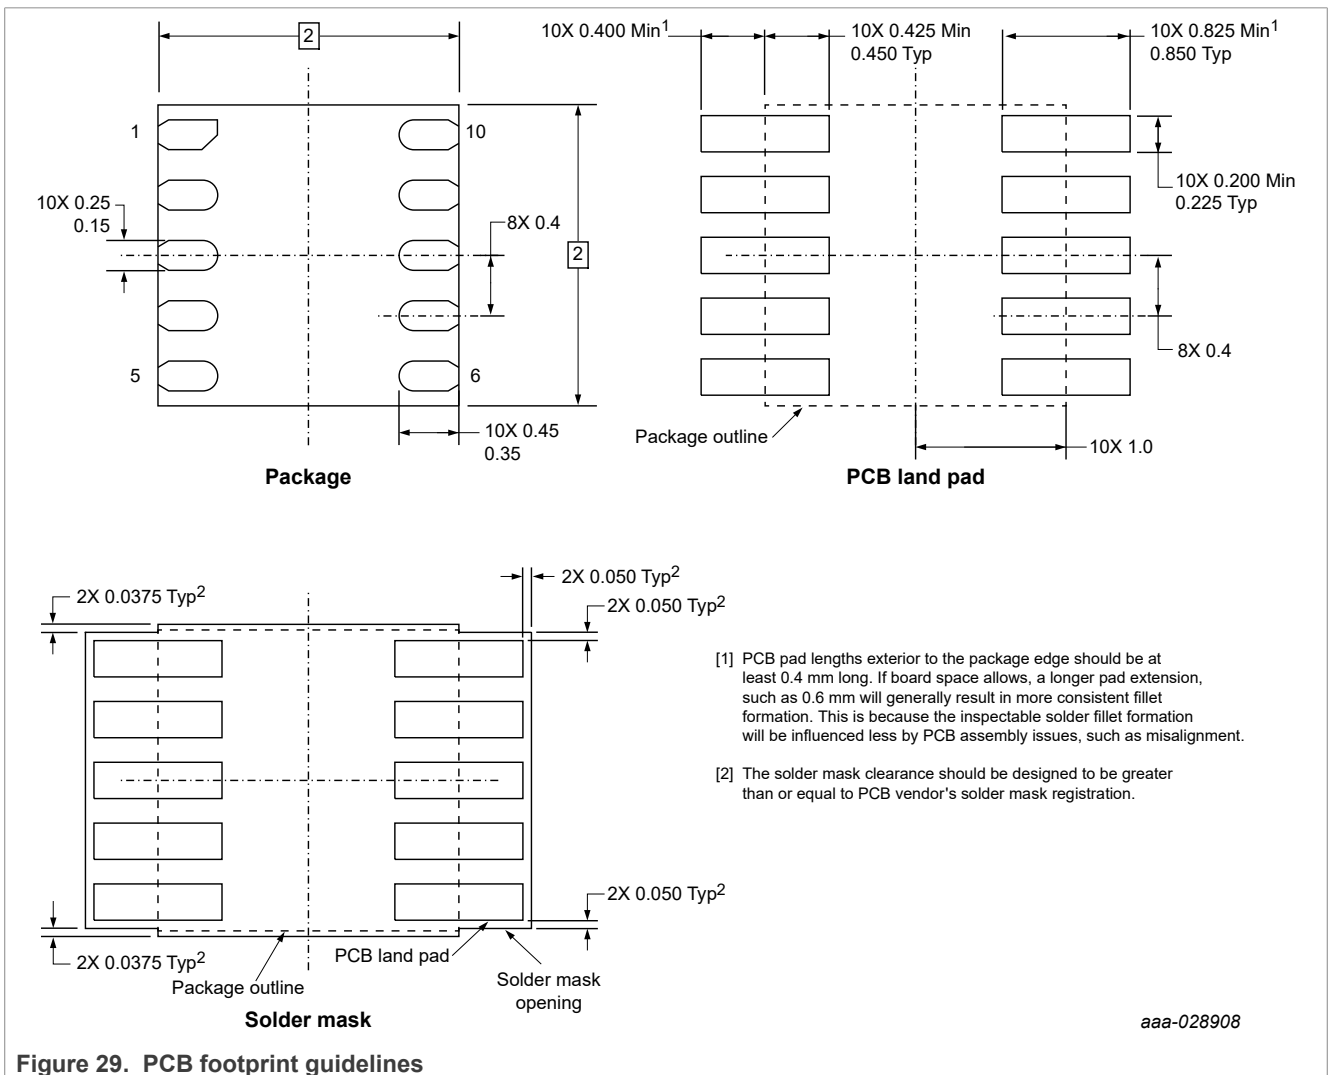 2
10X 0.400 Min1
10X 0.425 Min
0.450 Typ
10X 0.825 Min1
0.850 Typ
1
10
10X 0.25
0.15
8X 0.4
2
5
6
10X 0.45
0.35
Package
10X 0.200 Min
0.225 Typ
8X 0.4
Package outline
10X 1.0
PCB land pad
2X 0.0375 Typ2
2X 0.050 Typ2
2X 0.050 Typ2
2X 0.050 Typ2
2X 0.0375 Typ2
Package outline
PCB land pad
Solder mask
opening
Solder mask
[1] PCB pad lengths exterior to the package edge should be at
least 0.4 mm long. If board space allows, a longer pad extension,
such as 0.6 mm will generally result in more consistent fillet
formation. This is because the inspectable solder fillet formation
will be influenced less by PCB assembly issues, such as misalignment.
[2] The solder mask clearance should be designed to be greater
than or equal to PCB vendor's solder mask registration.
aaa-028908
Figure 29. PCB footprint guidelines